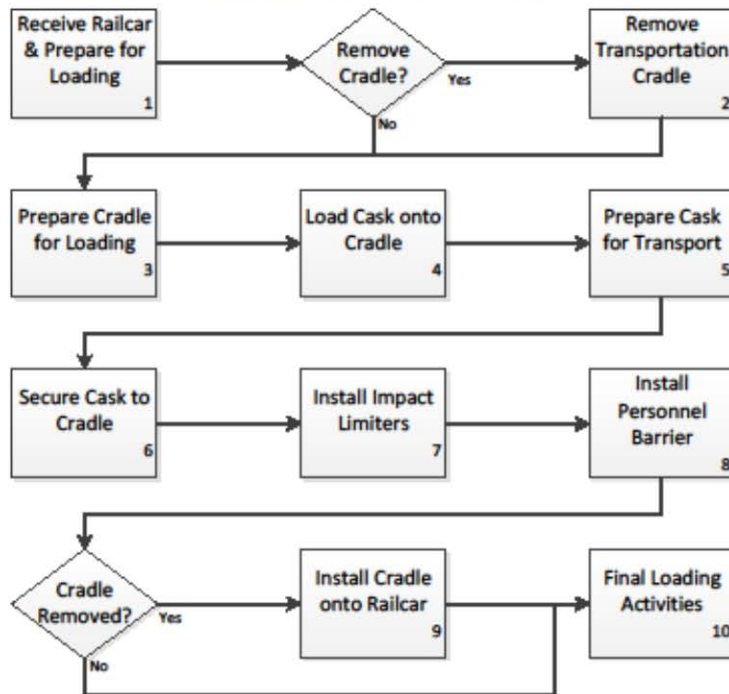 Receive Railcar
& Prepare for
Loading
1
Remove
Cradle?
Yes
No
Remove
Transportation
Cradle
2
Prepare Cradle
for Loading
3
Load Cask onto
Cradle
4
Prepare Cask
for Transport
5
Secure Cask to
Cradle
6
Install Impact
Limiters
7
Install
Personnel
Barrier
8
Cradle
Removed?
Yes
No
Install Cradle
onto Railcar
9
Final Loading
Activities
10